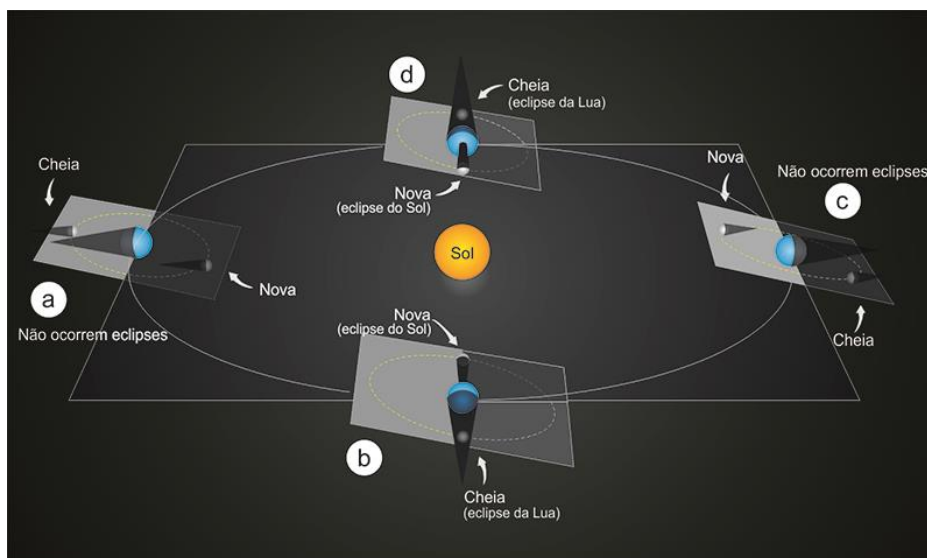 d
Cheia
(eclipse da Lua)
Nova
(eclipse do Sol)
Cheia
Nova
a
Não ocorrem eclipses
Sol
Nova
Não ocorrem eclipses
c
Cheia
Nova
(eclipse do Sol)
b
Cheia
(eclipse da Lua)